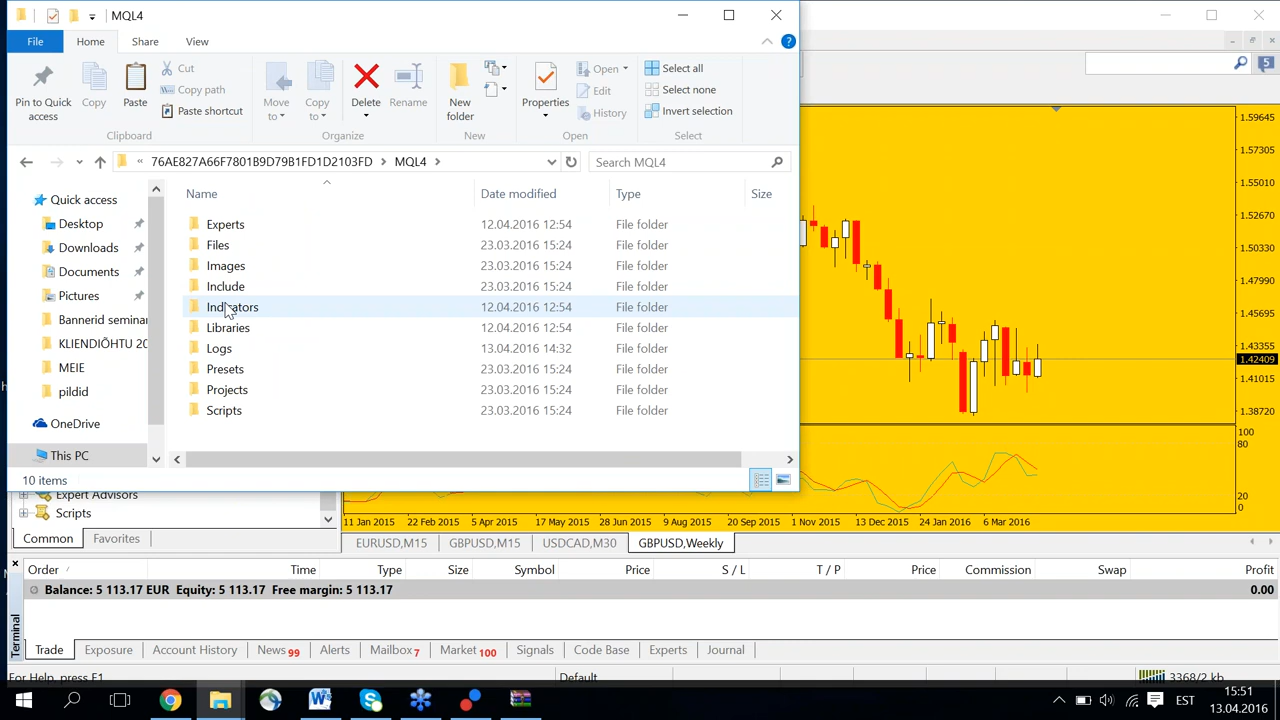 MQL4
File Home Share View
Pin to Quick access
Copy
Paste
Cut
Copy path
Paste shortcut
Clipboard
Move to
Copy to
Delete
Rename
Organize
New folder
New
Properties
Open
Edit
History
Open
Select all
Select none
Invert selection
Select
5
« 76AE827A66F7801B9D79B1FD1D2103FD > MQL4 >
Search MQL4
Name Date modified Type Size
Quick access
Desktop
Downloads
Documents
Pictures
Bannerid semina
KLIENDIÕHTU 20
MEIE
pildid
OneDrive
This PC
Experts 12.04.2016 12:54 File folder
Files 23.03.2016 15:24 File folder
Images 23.03.2016 15:24 File folder
Include 23.03.2016 15:24 File folder
Indicators 12.04.2016 12:54 File folder
Libraries 12.04.2016 12:54 File folder
Logs 13.04.2016 14:32 File folder
Presets 23.03.2016 15:24 File folder
Projects 23.03.2016 15:24 File folder
Scripts 23.03.2016 15:24 File folder
10 items
1.59645
1.57305
1.55010
1.52670
1.50330
1.47990
1.45695
1.43355
1.42409
1.41015
1.38720
100
80
20
0
Expert Advisors
Scripts
Common Favorites
11 Jan 2015 22 Feb 2015 5 Apr 2015 17 May 2015 28 Jun 2015 9 Aug 2015 20 Sep 2015 1 Nov 2015 13 Dec 2015 24 Jan 2016 6 Mar 2016
EURUSD,M15 GBPUSD,M15 USDCAD,M30 GBPUSD,Weekly
Order / Time Type Size Symbol Price S / L T / P Price Commission Swap Profit
Balance: 5 113.17 EUR Equity: 5 113.17 Free margin: 5 113.17 0.00
Terminal
Trade Exposure Account History News 99 Alerts Mailbox 7 Market 100 Signals Code Base Experts Journal
For Help, press F1 Default 3368/2 kb
EST
15:51
13.04.2016